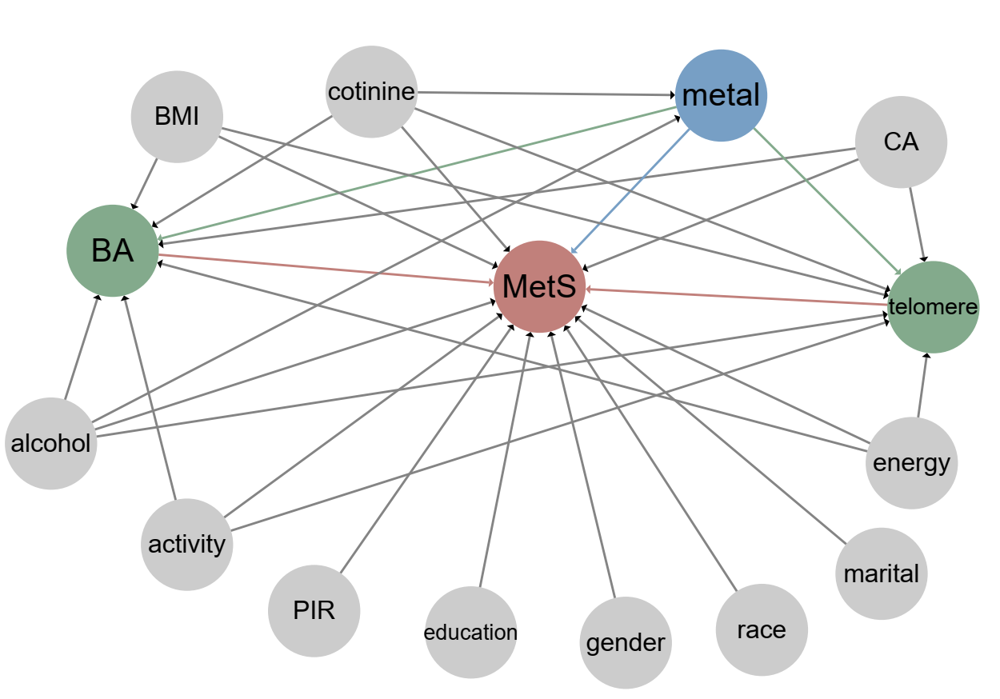 cotinine
metal
BMI
CA
BA
MetS
telomere
alcohol
energy
activity
marital
PIR
education
gender
race